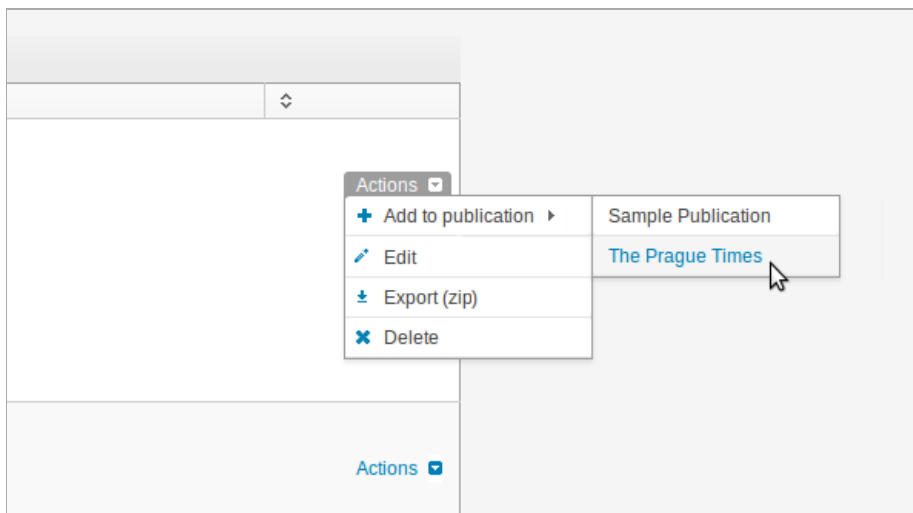 Actions
Add to publication
Sample Publication
Edit
The Prague Times
Export (zip)
Delete
Actions